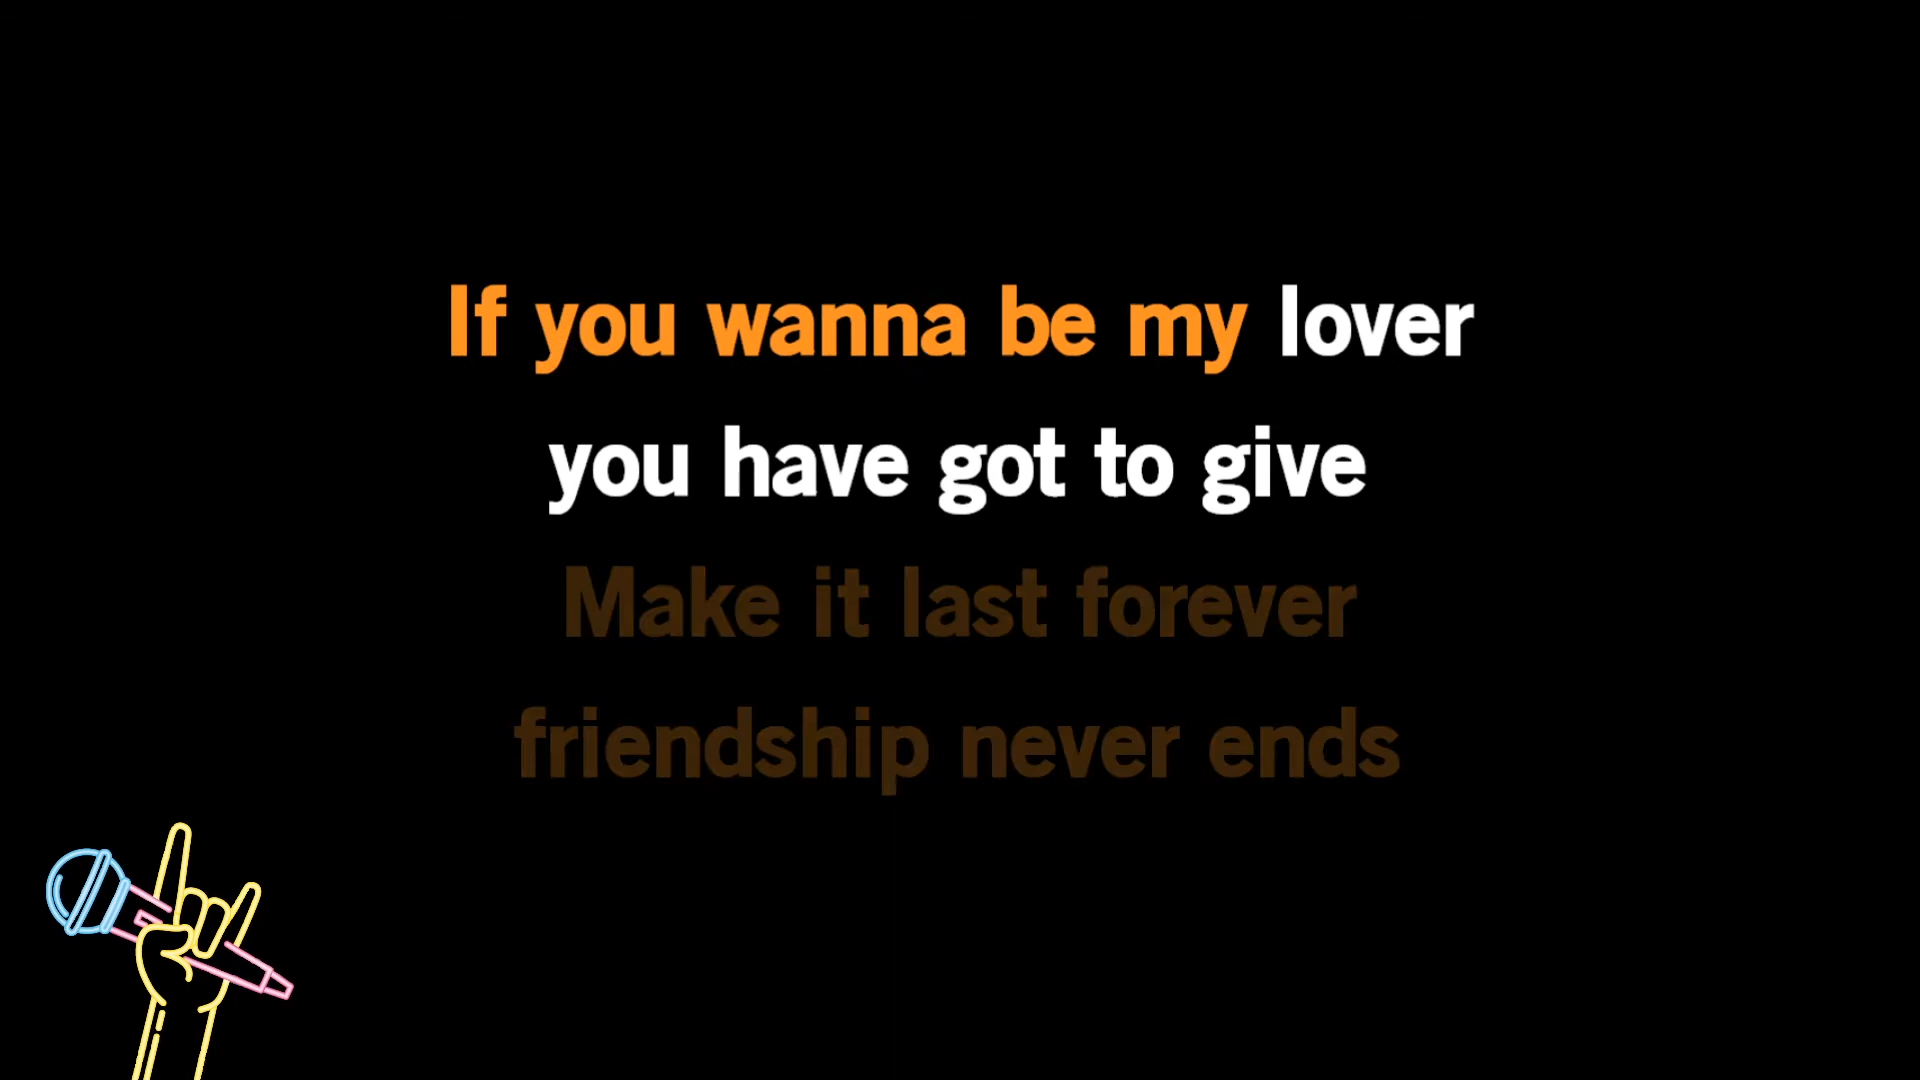 If you wanna be my lover
you have got to give
Make it last forever
friendship never ends